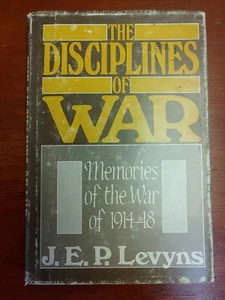 THE
DISCIPLINES
OF
WAR
Memories
of the War
of 1914–18
J. E. P. Levyns